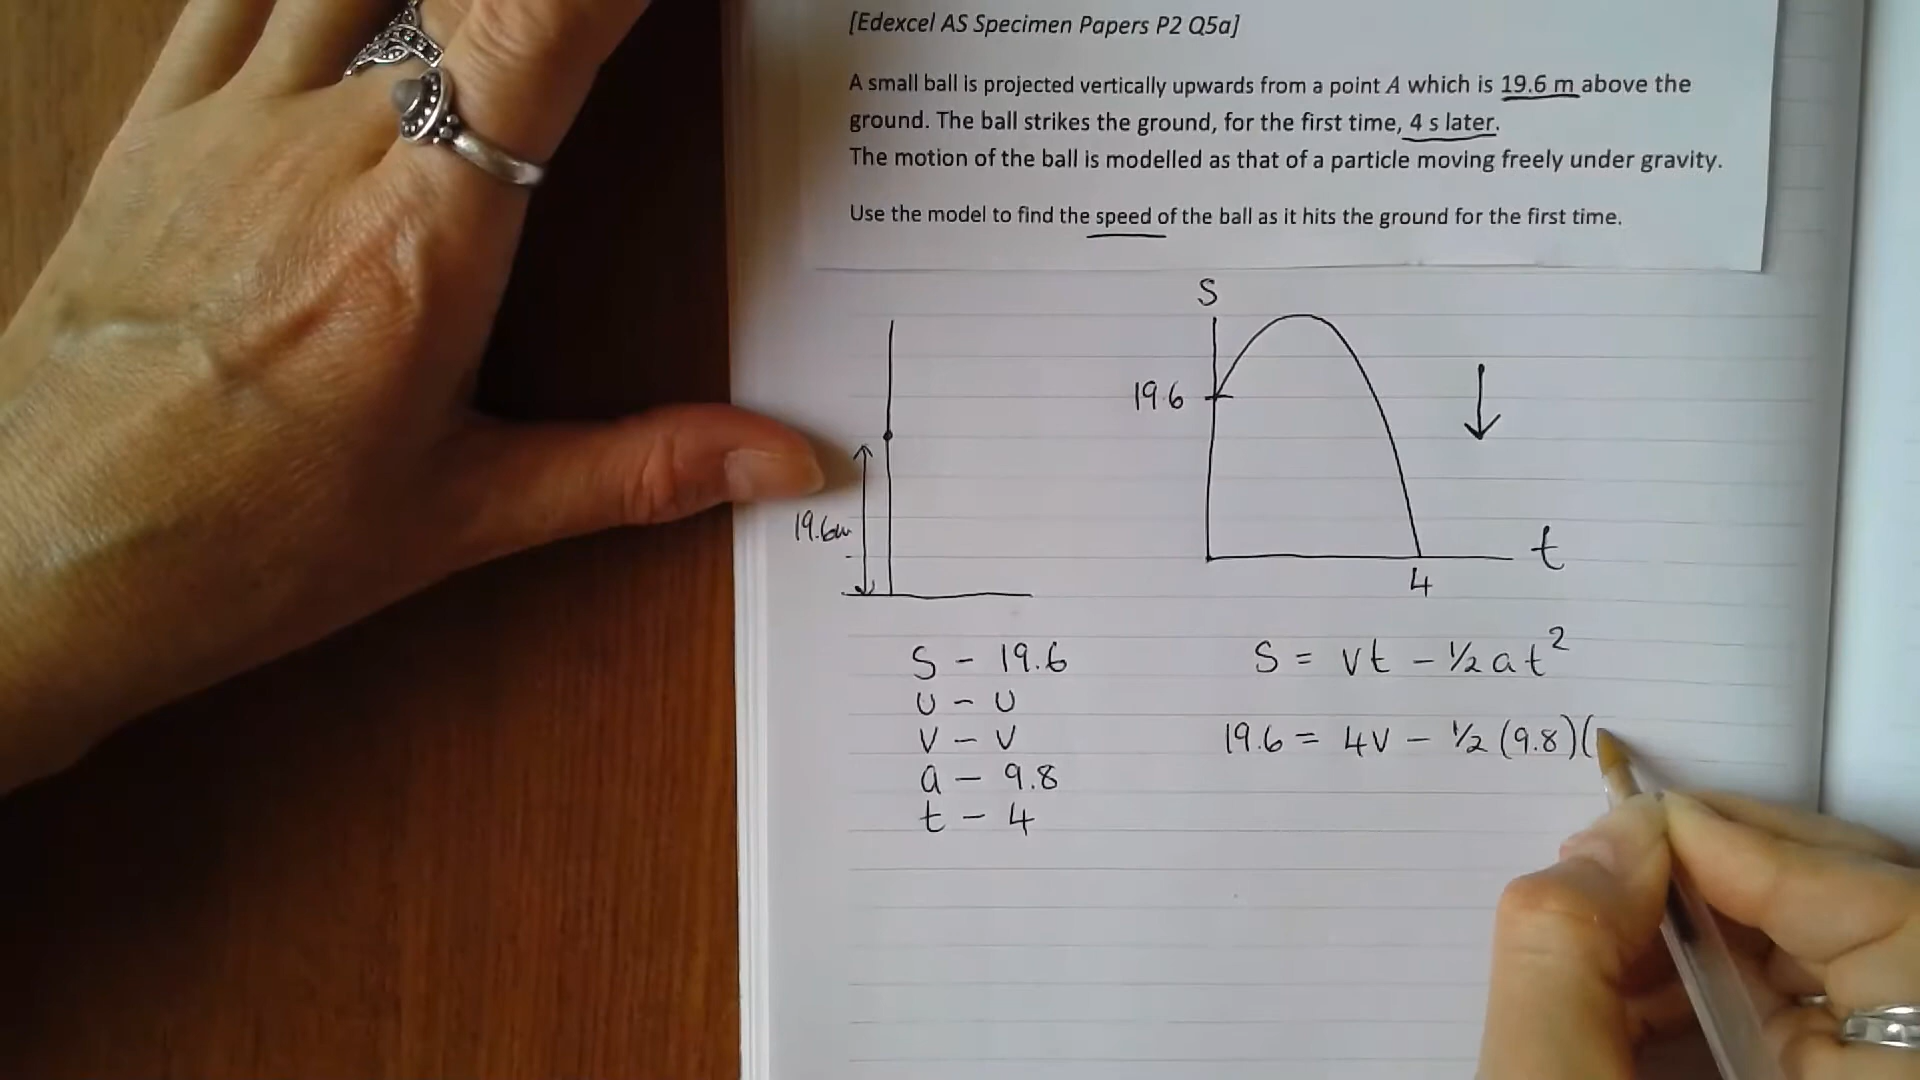 [Edexcel AS Specimen Papers P2 Q5a]
A small ball is projected vertically upwards from a point A which is 19.6 m above the
ground. The ball strikes the ground, for the first time, 4 s later.
The motion of the ball is modelled as that of a particle moving freely under gravity.
Use the model to find the speed of the ball as it hits the ground for the first time.
S
19.6
t
4
19.6m
S - 19.6
U - U
V - V
a - 9.8
t - 4
S = vt - ½at²
19.6 = 4V - ½(9.8)(